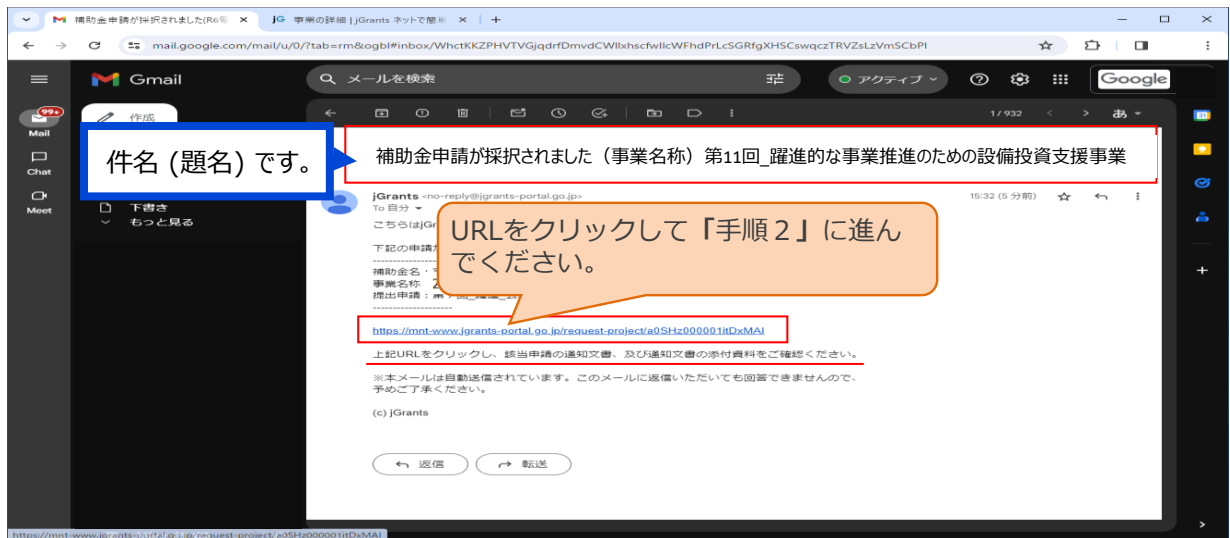 補助金申請が採択されました(R6
事業の詳細 | jGrants ネットで簡
mail.google.com/mail/u/0/?tab=rm&ogbl#inbox/WhctKKZPHVTVGjqdrfDmvdCWllxhscfwllcWFhdPrLcSGRfgXHSCswqczTRVZsLzVmSCbPl
Gmail
メールを検索
アクティブ
Google
99+
作成
1 / 932
あ
31
Mail
件名 (題名) です。
補助金申請が採択されました（事業名称）第11回_躍進的な事業推進のための設備投資支援事業
Chat
Meet
下書き
もっと見る
jGrants <no-reply@jgrants-portal.go.jp>
15:32 (5 分前)
To 自分
こちらはjGr
URLをクリックして「手順２」に進ん
でください。
下記の申請
--------------------
補助金名・
事業名称
提出申請：
--------------------
https://mnt-www.jgrants-portal.go.jp/request-project/a0SHz000001itDxMAI
上記URLをクリックし、該当申請の通知文書、及び通知文書の添付資料をご確認ください。
※本メールは自動送信されています。このメールに返信いただいても回答できませんので、
予めご了承ください。
(c) jGrants
返信
転送
https://mnt-www.jgrants-portal.go.jp/request-project/a0SHz000001itDxMAI